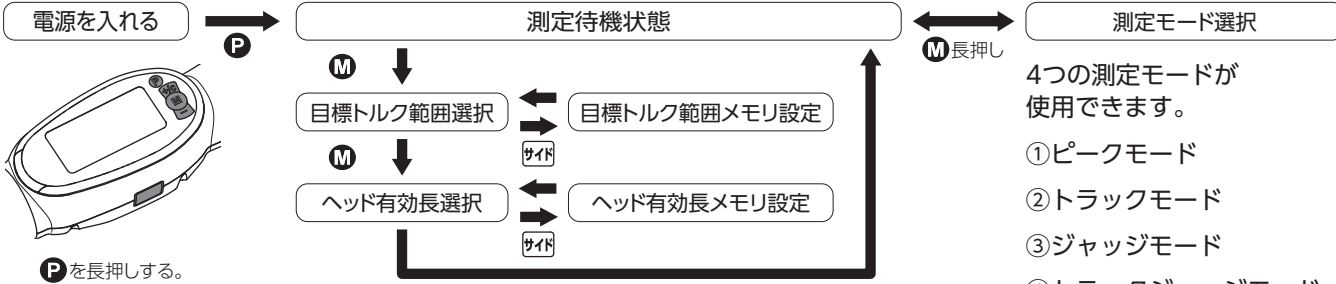 電源を入れる
P
測定待機状態
M長押し
測定モード選択
M
目標トルク範囲選択
目標トルク範囲メモリ設定
サイド
M
ヘッド有効長選択
ヘッド有効長メモリ設定
サイド
Pを長押しする。
4つの測定モードが
使用できます。
①ピークモード
②トラックモード
③ジャッジモード